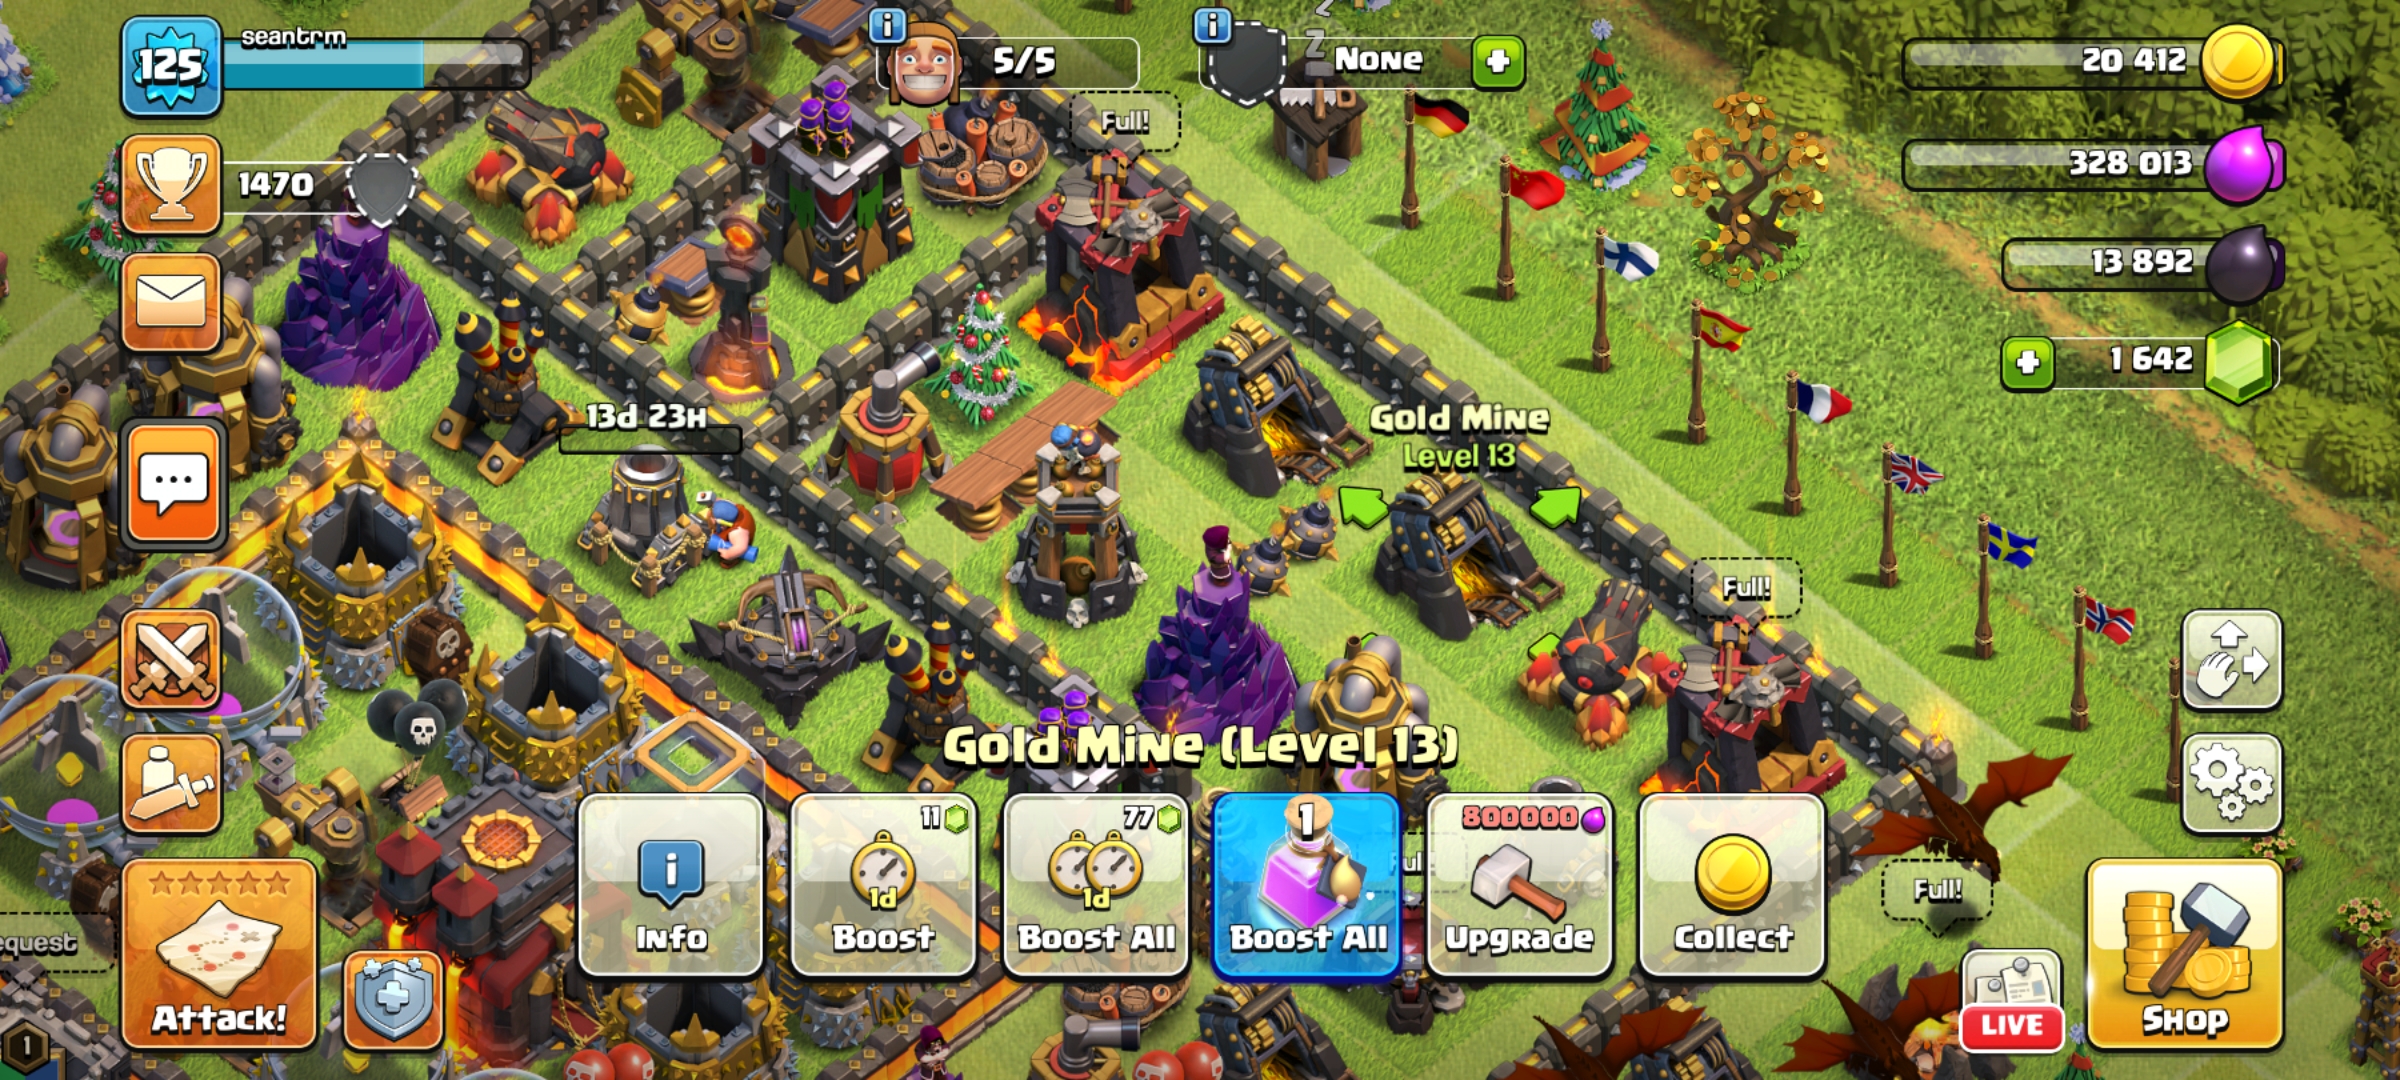 125
seantrm
5/5
None
20 412
Full!
1470
328 013
13 892
1 642
13d 23H
Gold Mine
Level 13
Full!
Gold Mine (Level 13)
11
77
1
800000
1d
1d
Full!
Info
Boost
Boost All
Boost All
Upgrade
Collect
equest
Attack!
LIVE
Shop
1